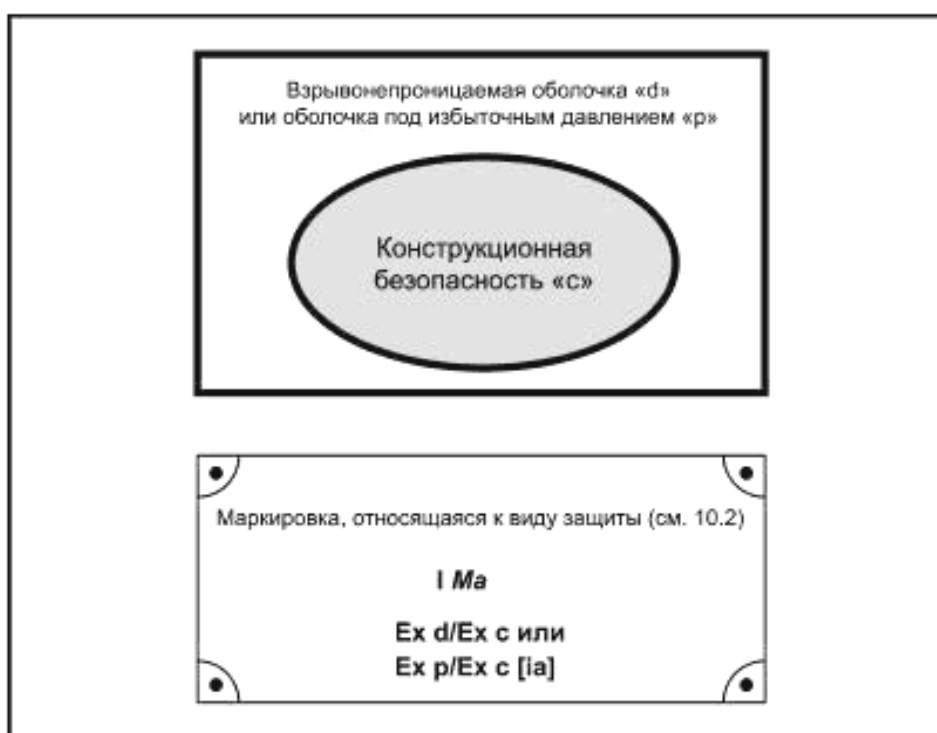 Взрывонепроницаемая оболочка «d»
или оболочка под избыточным давлением «p»
Конструкционная
безопасность «с»
Маркировка, относящаяся к виду защиты (см. 10.2)
I Ma
Ex d/Ex c или
Ex p/Ex c [ia]